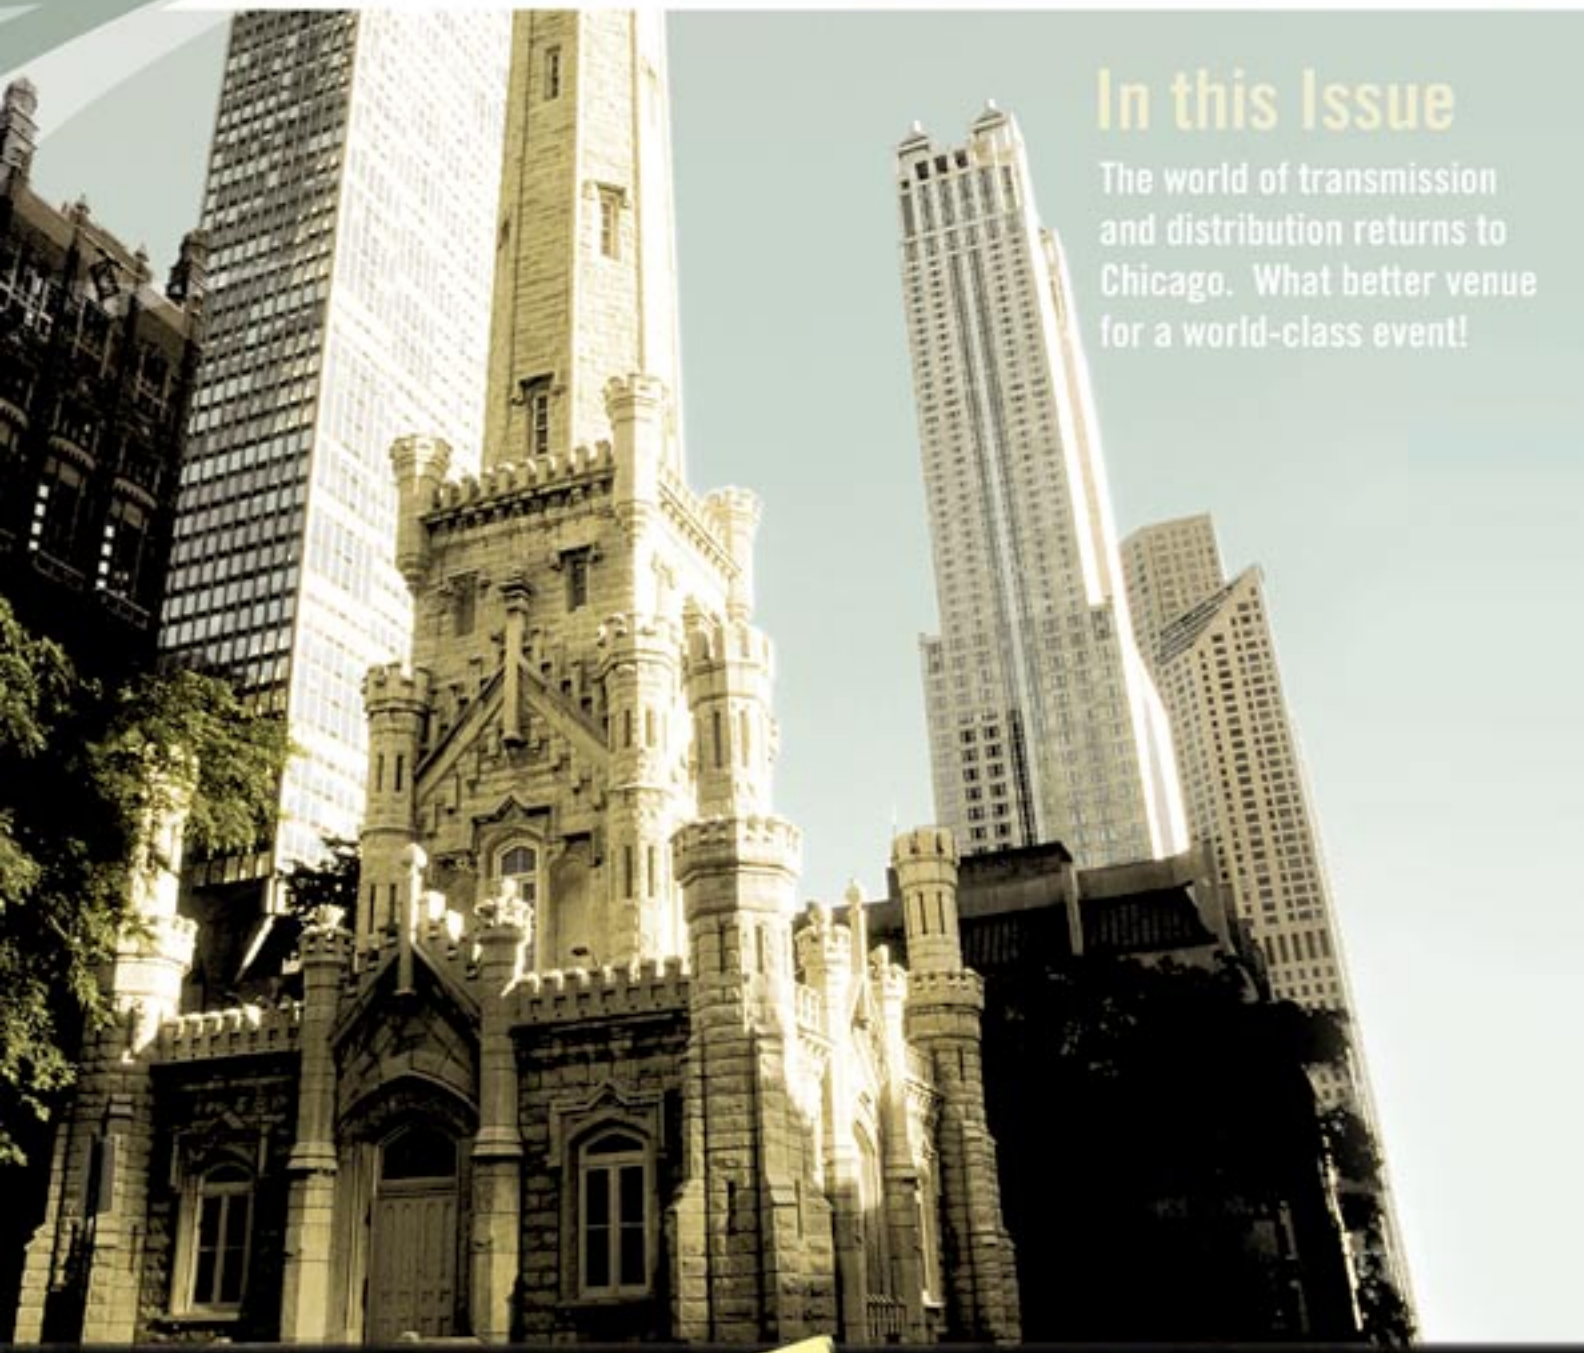 In this Issue
The world of transmission
and distribution returns to
Chicago.  What better venue
for a world-class event!